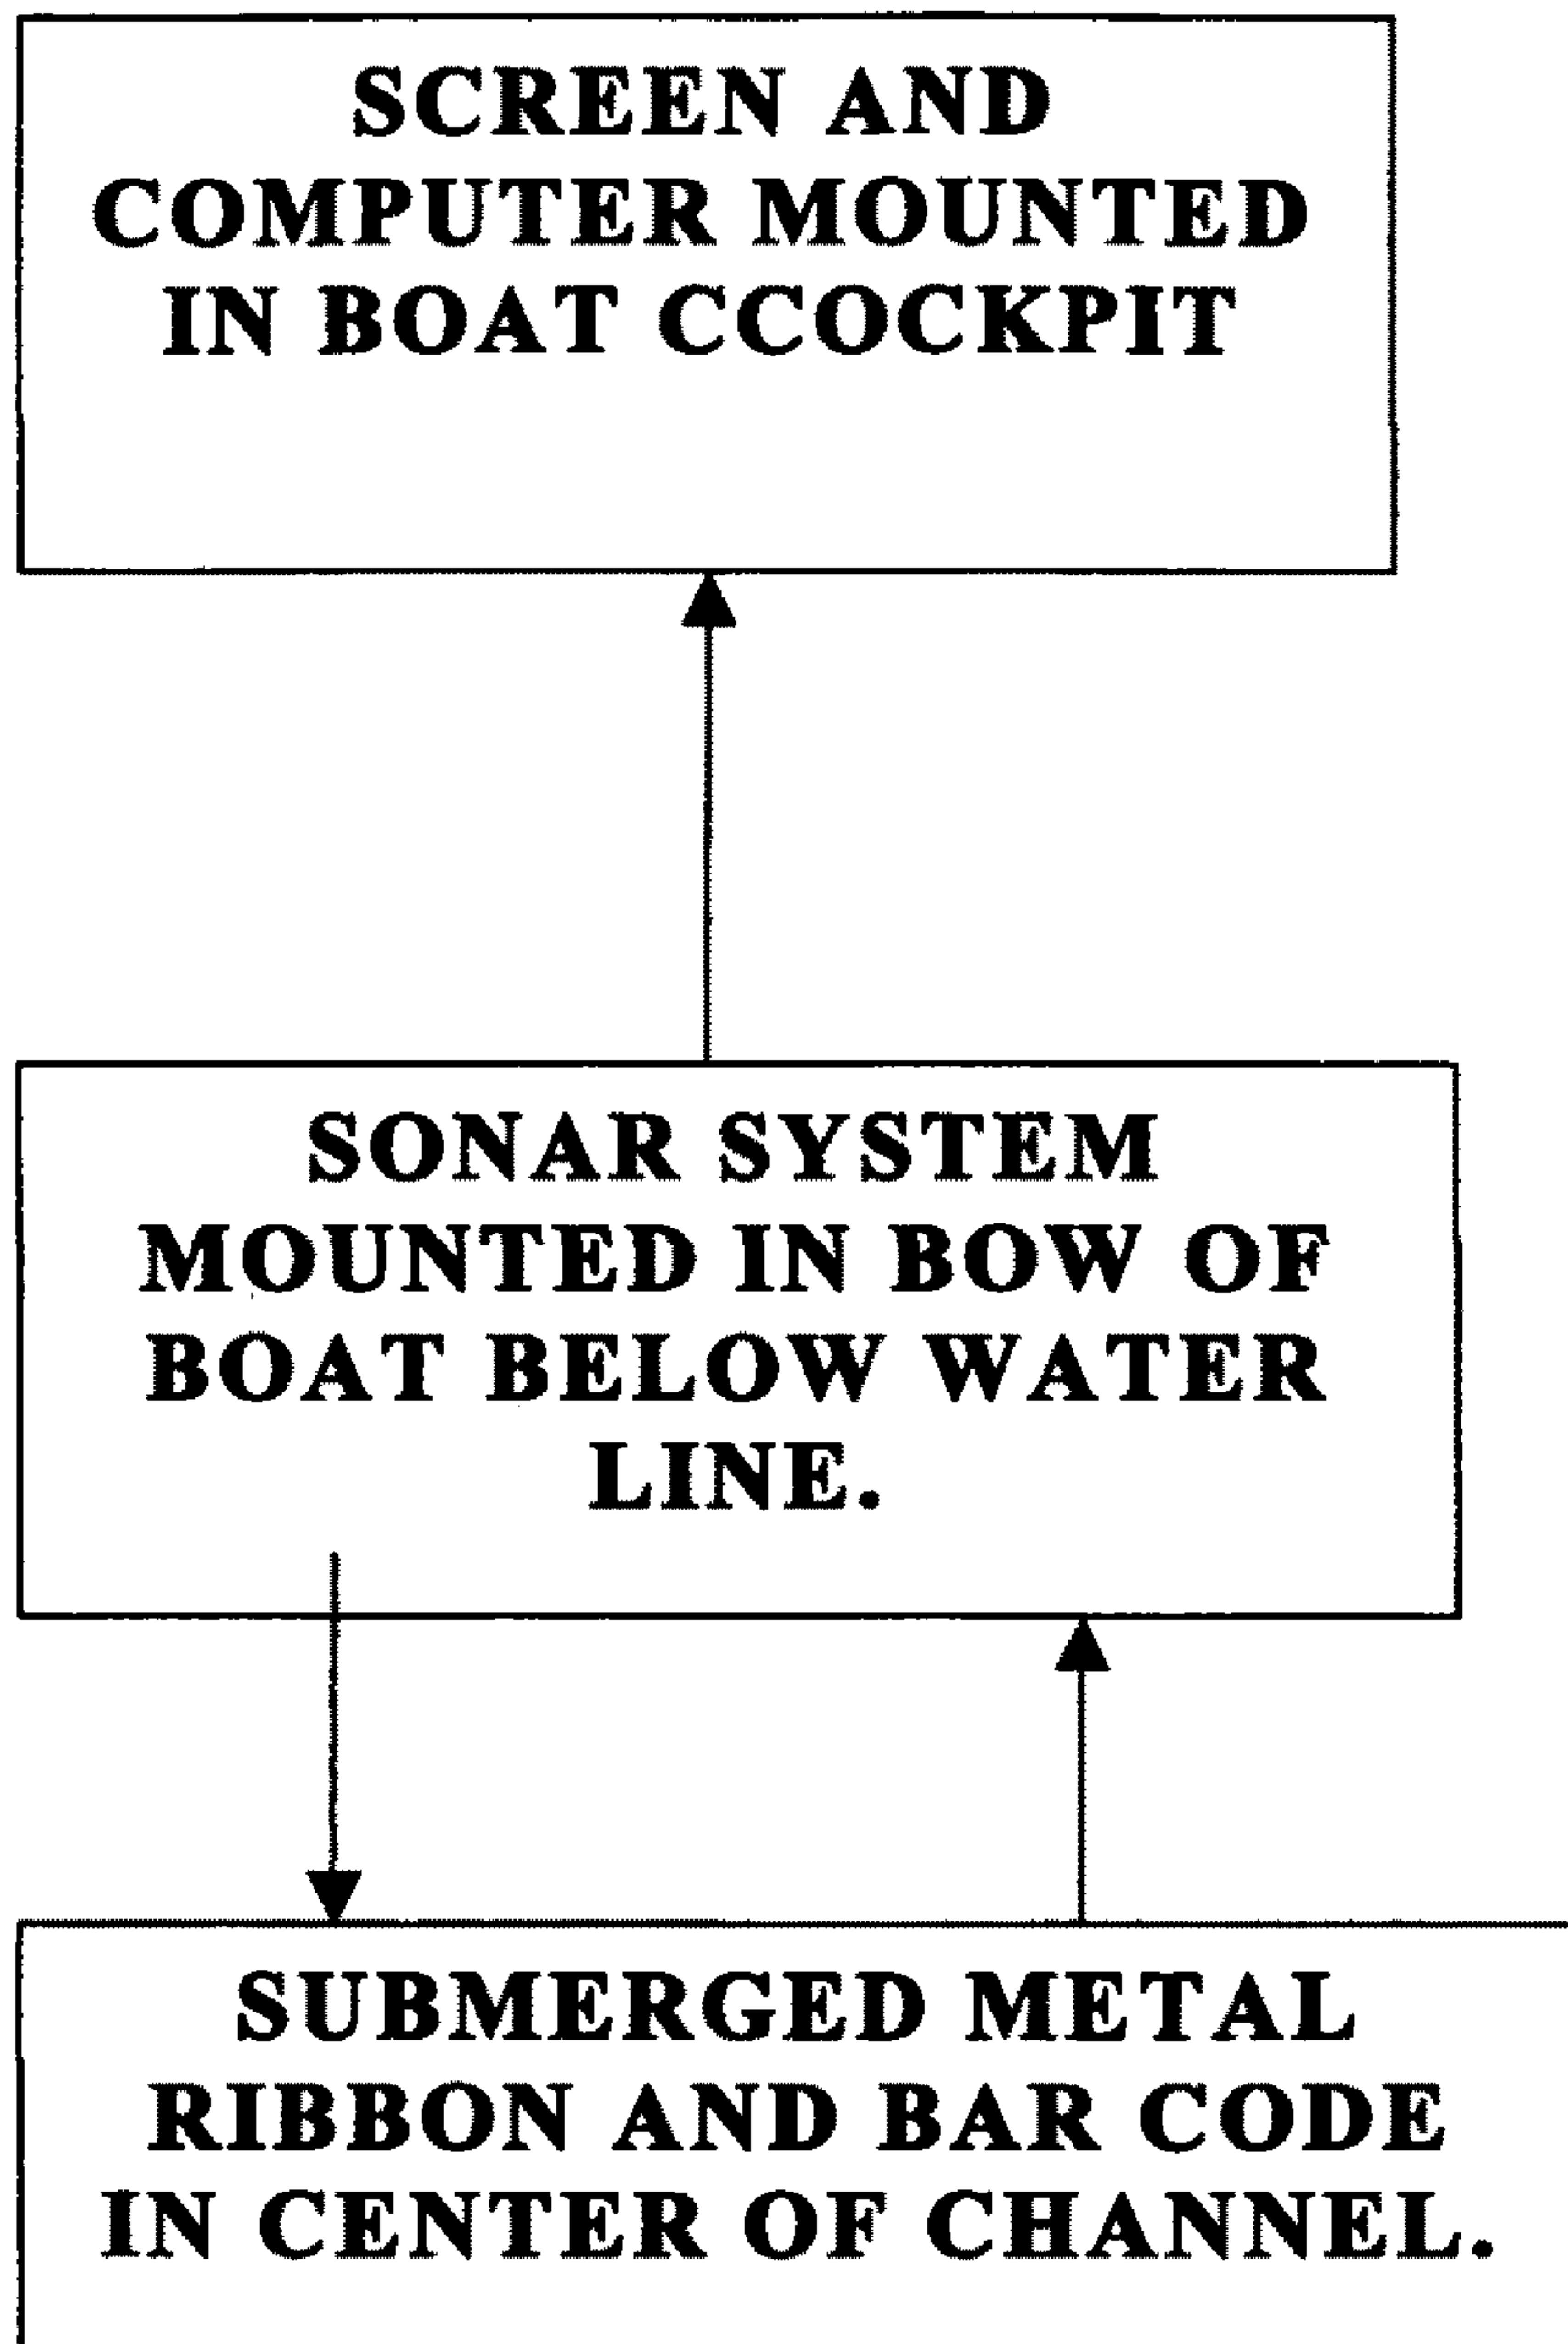 SCREEN AND
COMPUTER MOUNTED
IN BOAT CCOCKPIT
SONAR SYSTEM
MOUNTED IN BOW OF
BOAT BELOW WATER
LINE.
SUBMERGED METAL
RIBBON AND BAR CODE
IN CENTER OF CHANNEL.